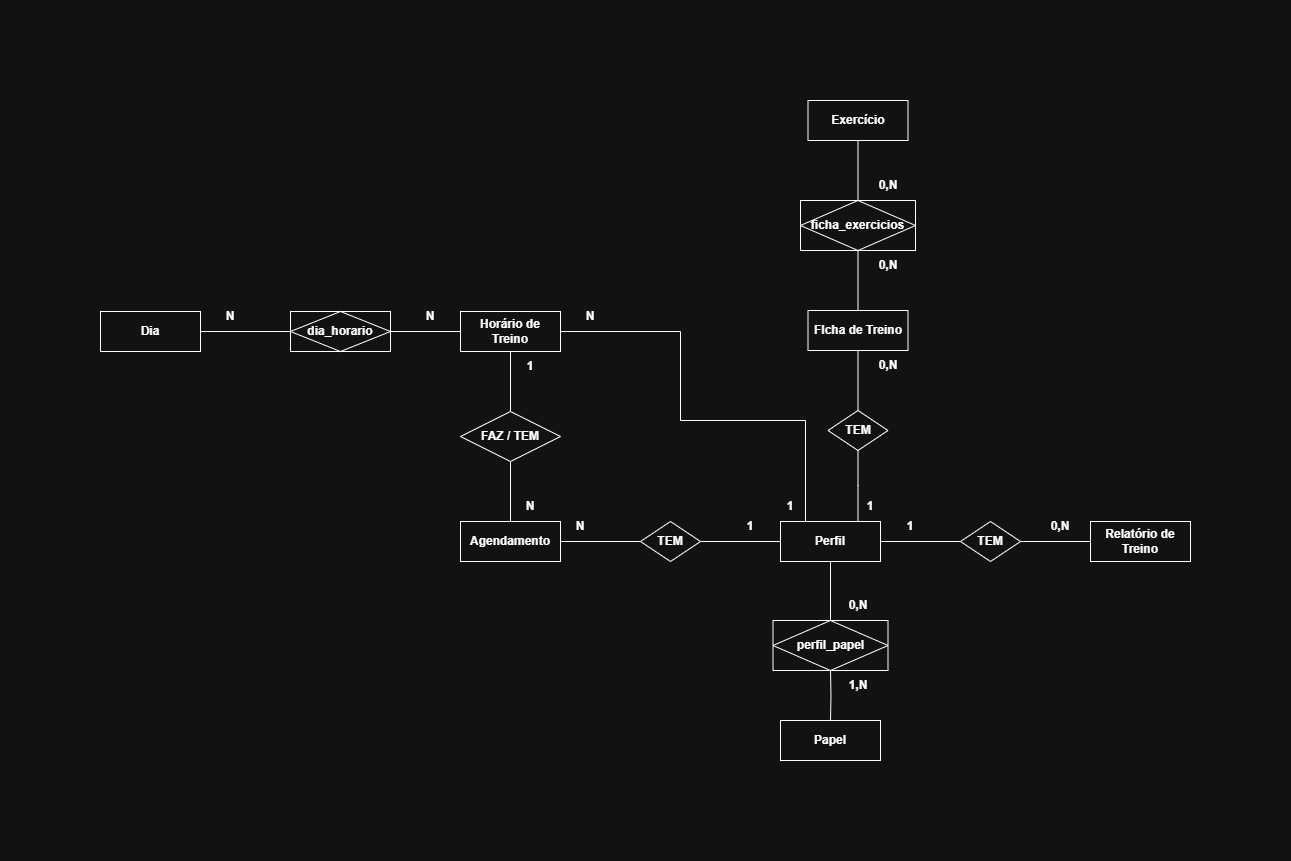 Exercício
0,N
ficha_exercicios
0,N
Dia
N
dia_horario
N
Horário de
Treino
N
FIcha de Treino
1
0,N
FAZ / TEM
TEM
N
1
1
Agendamento
N
TEM
1
Perfil
1
TEM
0,N
Relatório de
Treino
0,N
perfil_papel
1,N
Papel